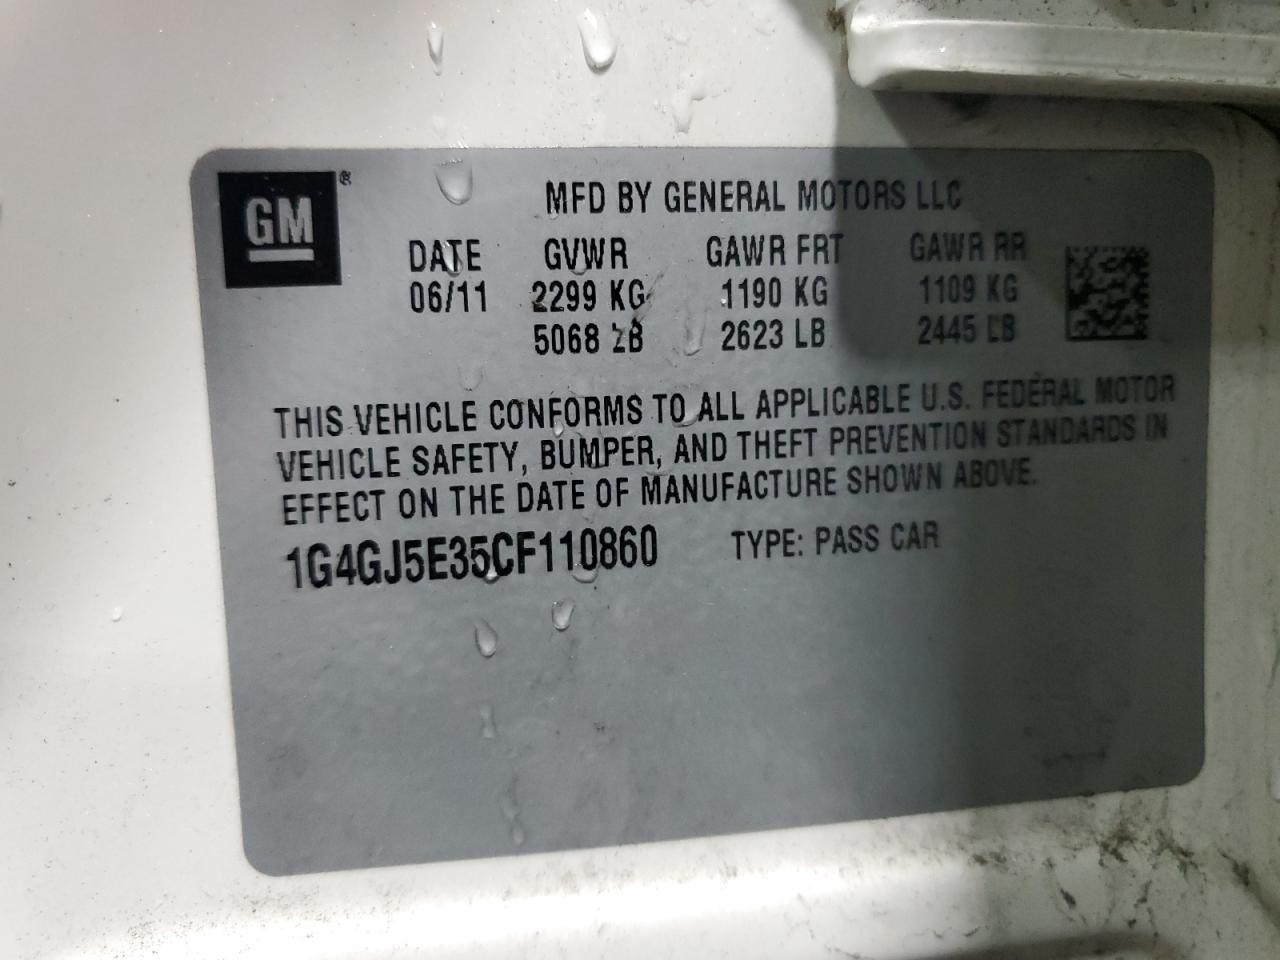 GM®
MFD BY GENERAL MOTORS LLC
DATE GVWR GAWR FRT GAWR RR
06/11 2299 KG 1190 KG 1109 KG
5068 LB 2623 LB 2445 LB
THIS VEHICLE CONFORMS TO ALL APPLICABLE U.S. FEDERAL MOTOR
VEHICLE SAFETY, BUMPER, AND THEFT PREVENTION STANDARDS IN
EFFECT ON THE DATE OF MANUFACTURE SHOWN ABOVE.
1G4GJ5E35CF110860 TYPE: PASS CAR